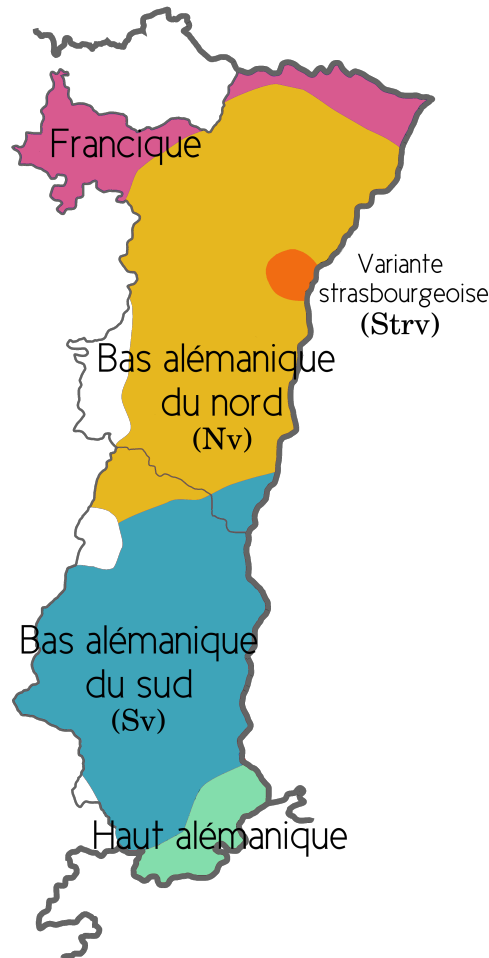 Francique
Variante
strasbourgeoise
(Strv)
Bas alémanique
du nord
(Nv)
Bas alémanique
du sud
(Sv)
Haut alémanique